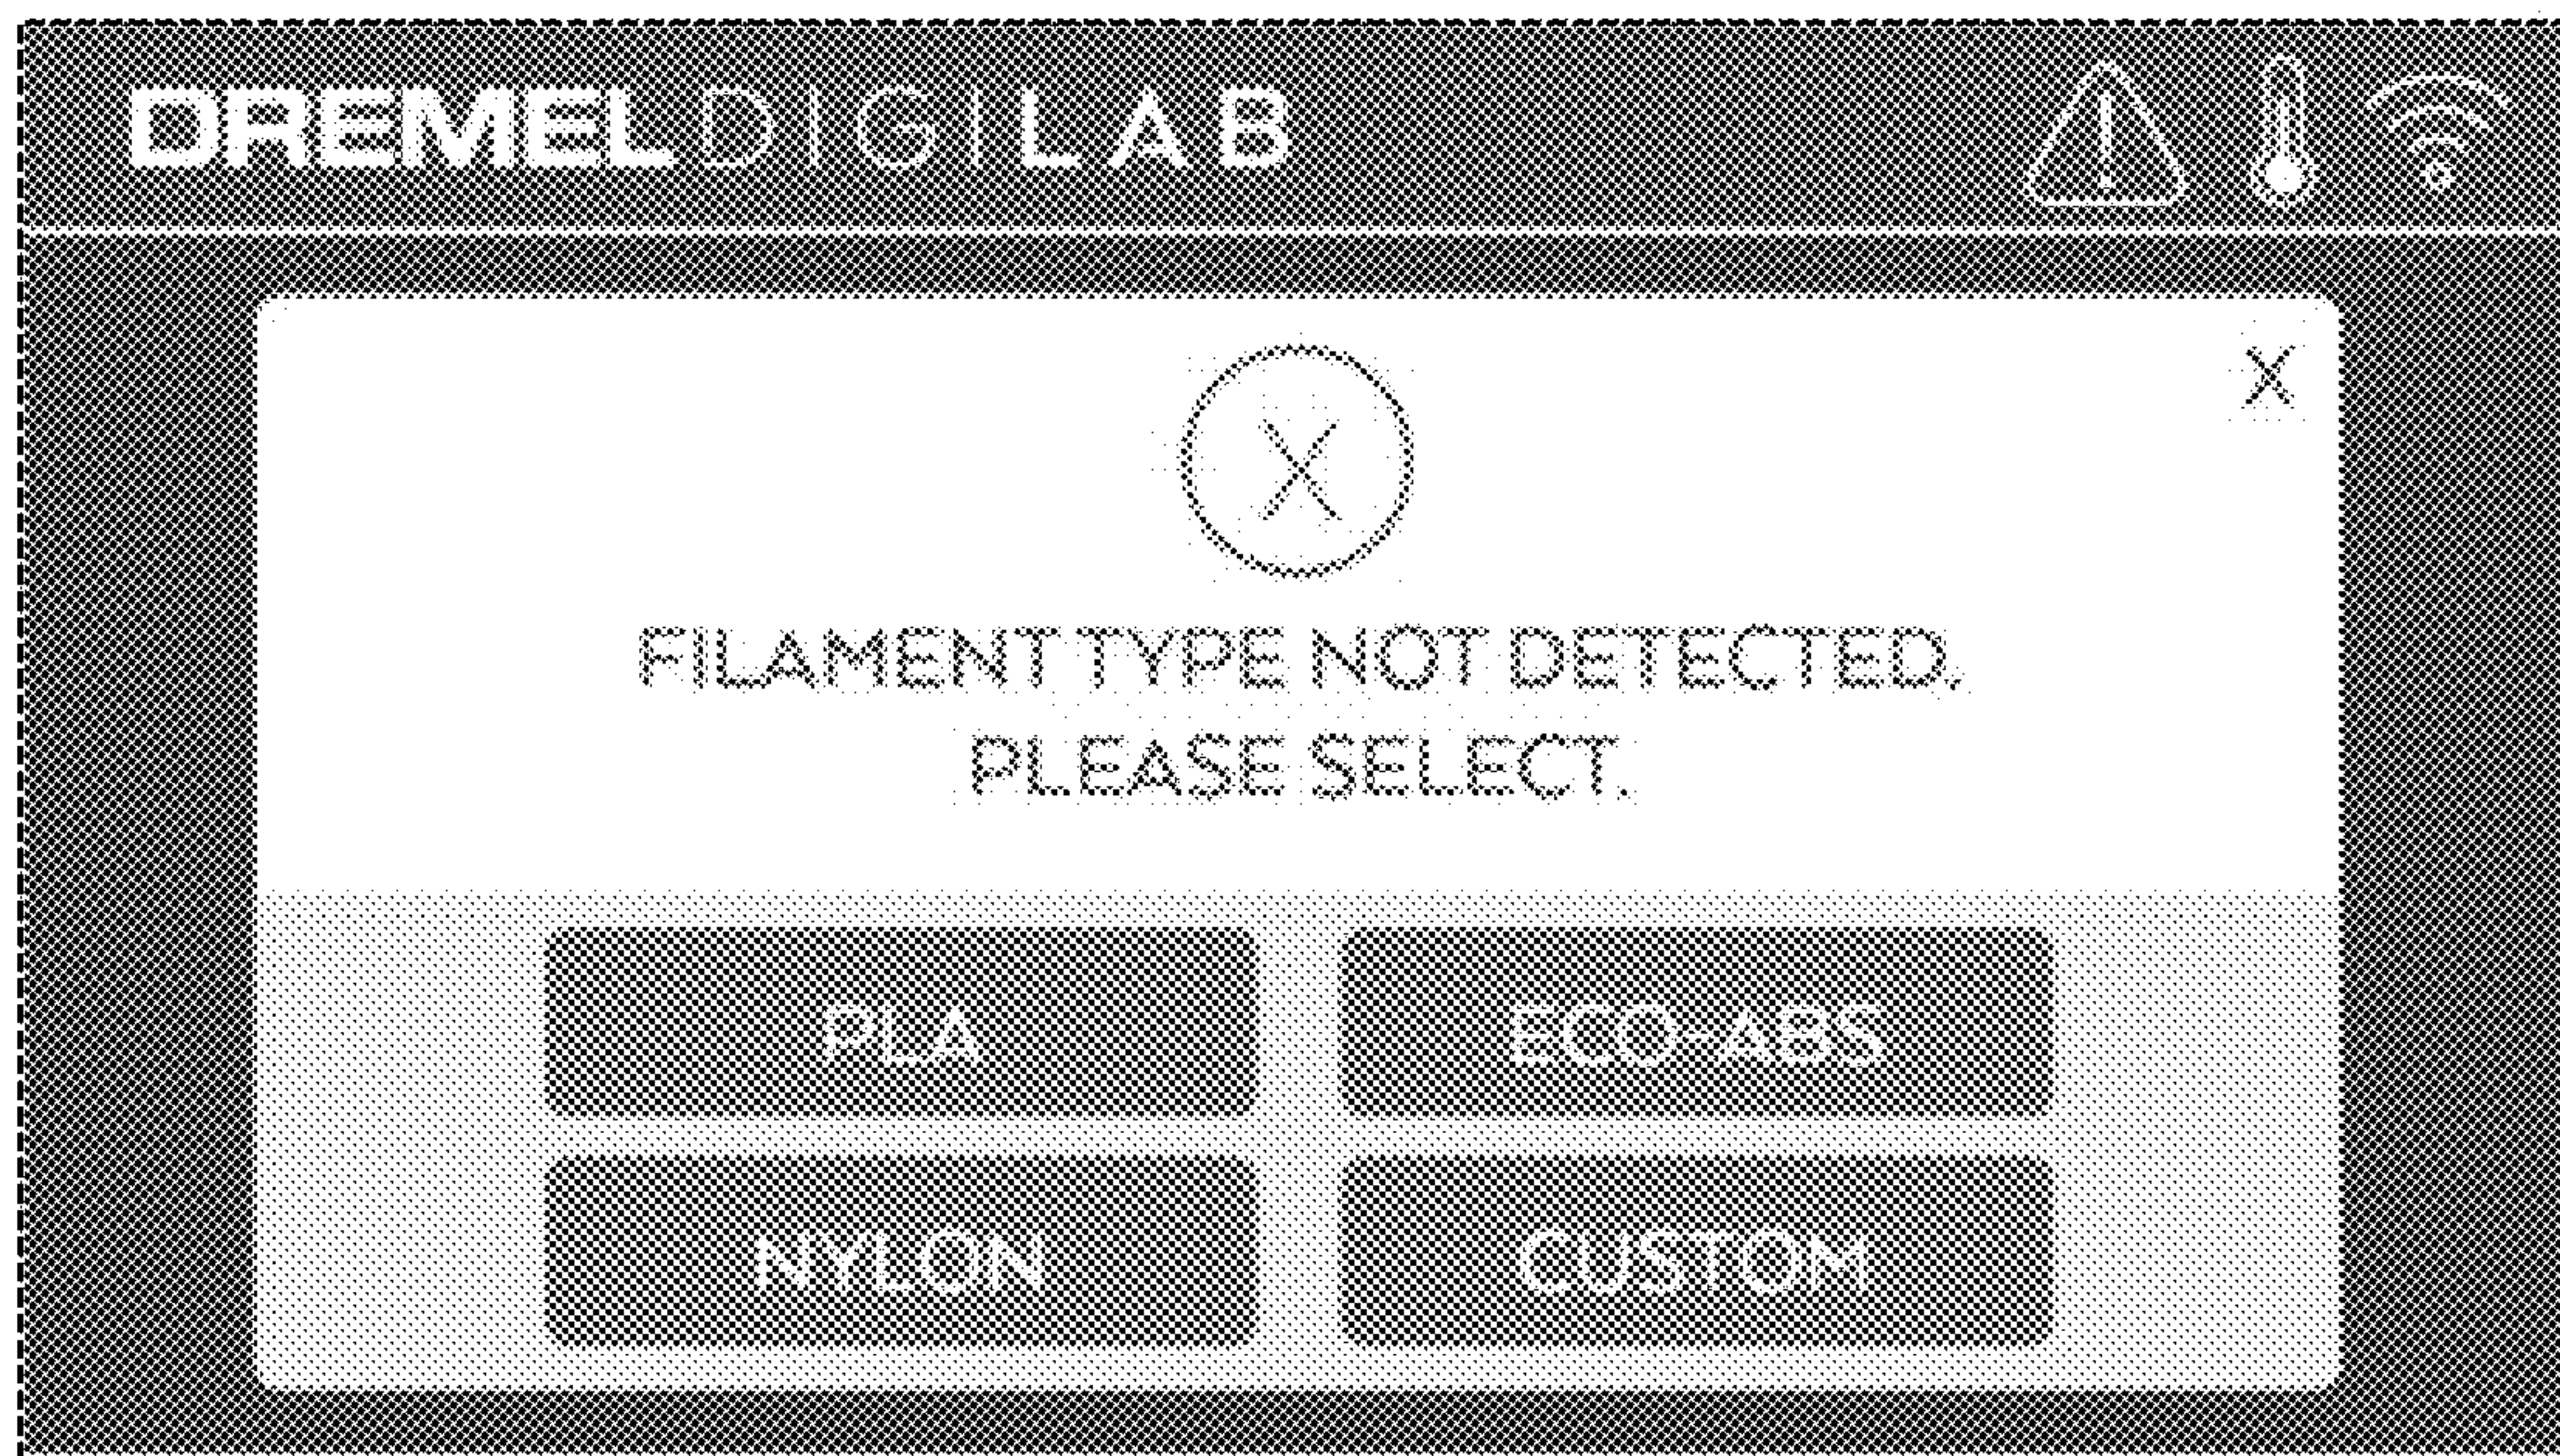 DREMEL DIGILAB
X
X
FILAMENT TYPE NOT DETECTED.
PLEASE SELECT.
PLA ECO-ABS
NYLON CUSTOM